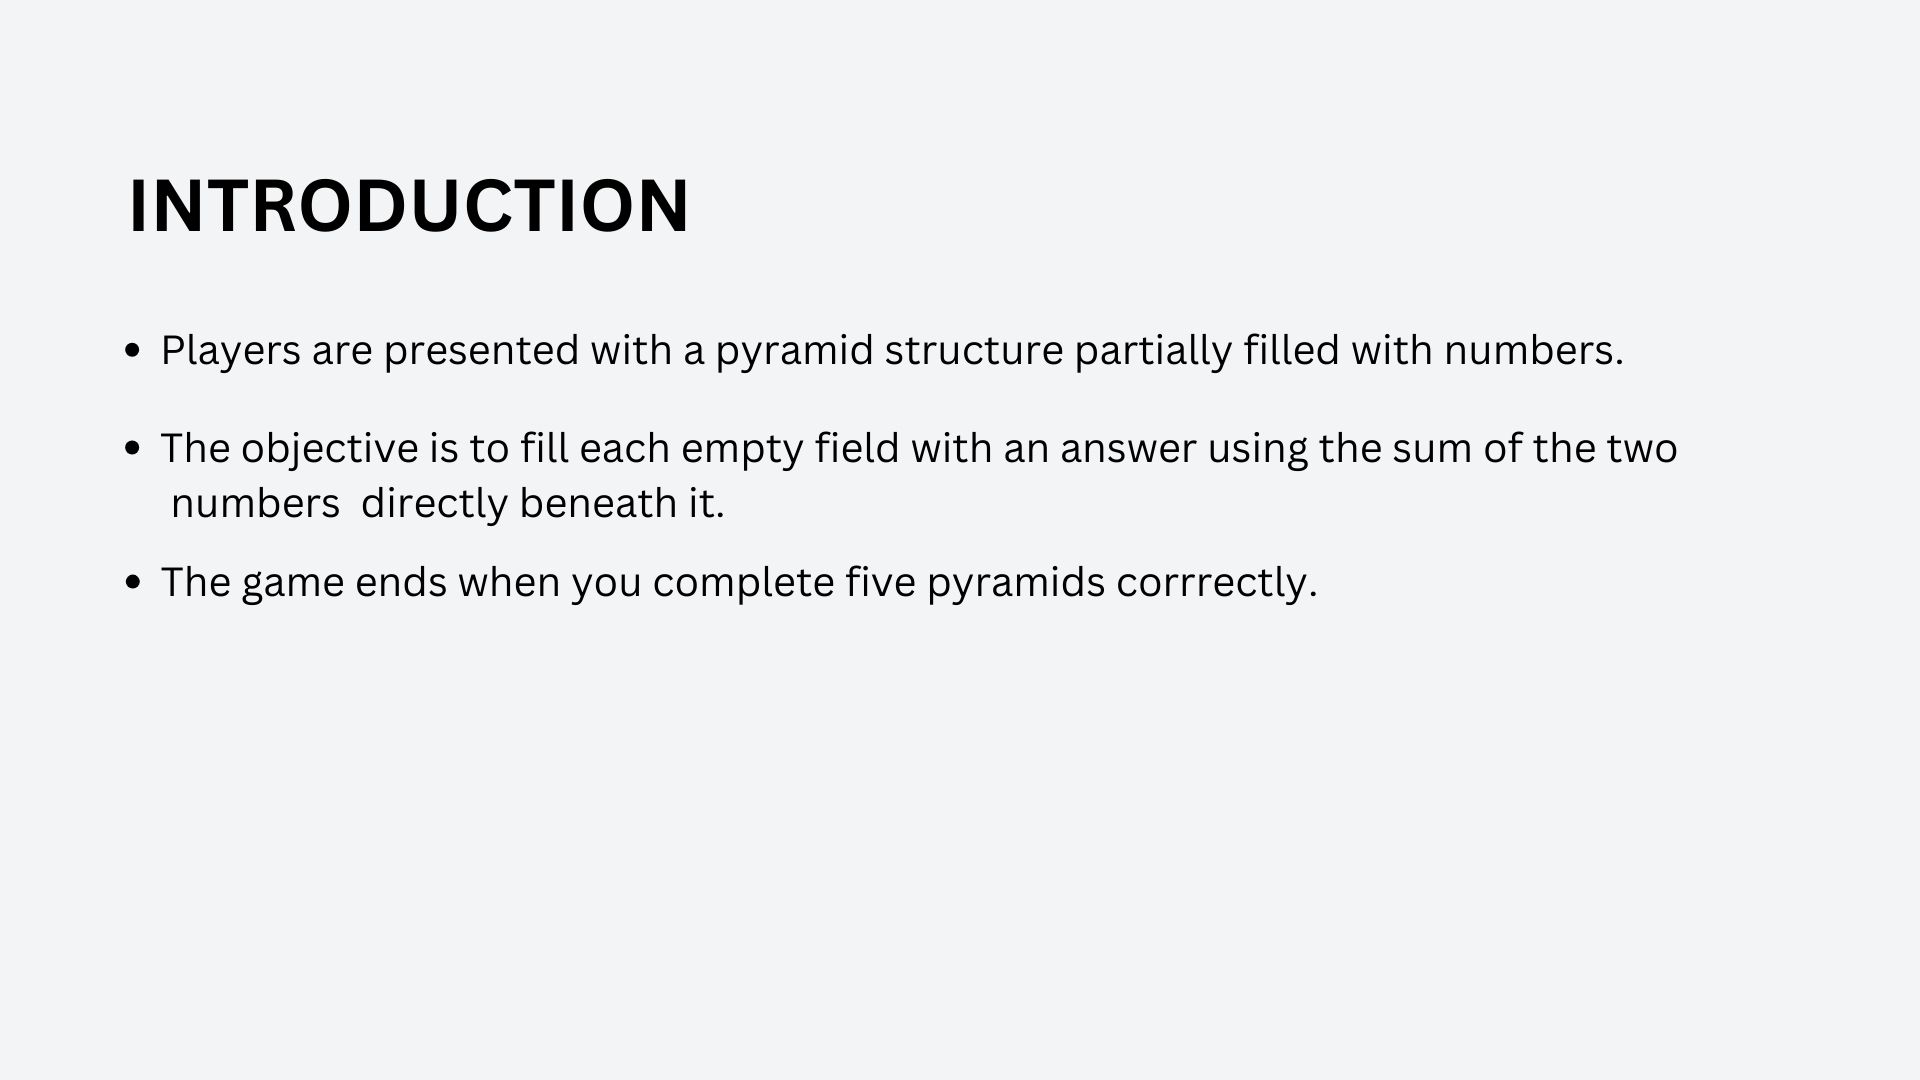 INTRODUCTION
• Players are presented with a pyramid structure partially filled with numbers.
• The objective is to fill each empty field with an answer using the sum of the two
numbers  directly beneath it.
• The game ends when you complete five pyramids corrrectly.